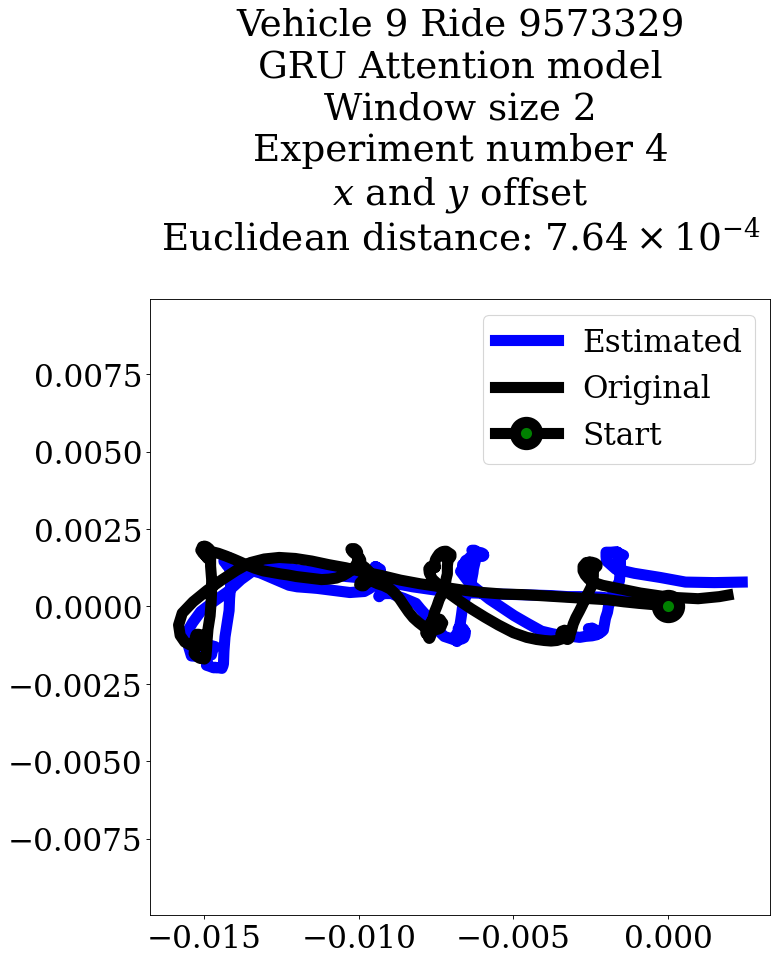 Vehicle 9 Ride 9573329
GRU Attention model
Window size 2
Experiment number 4
x and y offset
Euclidean distance: 7.64 × 10⁻⁴
Estimated
Original
Start
0.0075
0.0050
0.0025
0.0000
−0.0025
−0.0050
−0.0075
−0.015 −0.010 −0.005 0.000